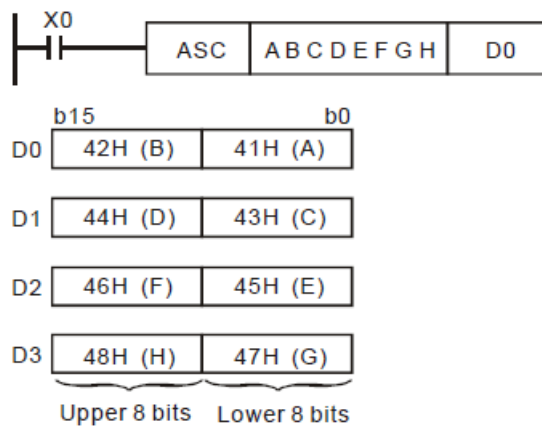 X0
ASC A B C D E F G H D0
b15 b0
D0 42H (B) 41H (A)
D1 44H (D) 43H (C)
D2 46H (F) 45H (E)
D3 48H (H) 47H (G)
Upper 8 bits Lower 8 bits